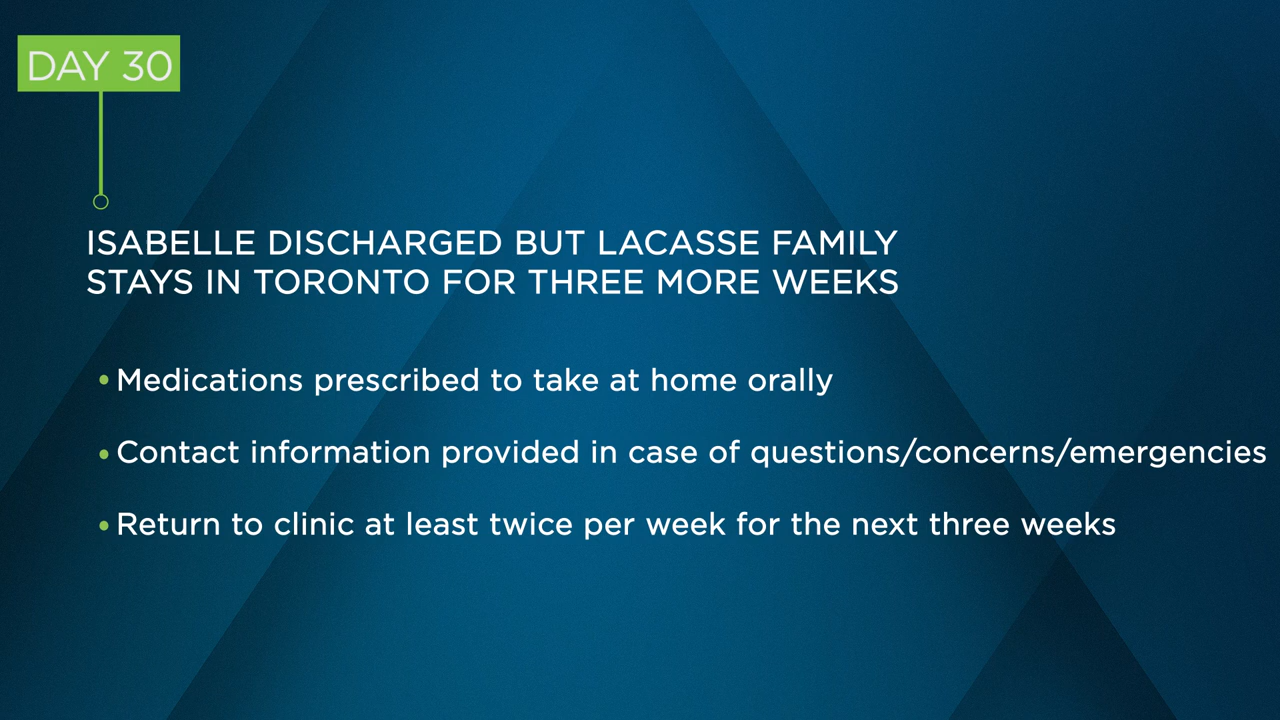 DAY 30
ISABELLE DISCHARGED BUT LACASSE FAMILY
STAYS IN TORONTO FOR THREE MORE WEEKS
• Medications prescribed to take at home orally
• Contact information provided in case of questions/concerns/emergencies
• Return to clinic at least twice per week for the next three weeks